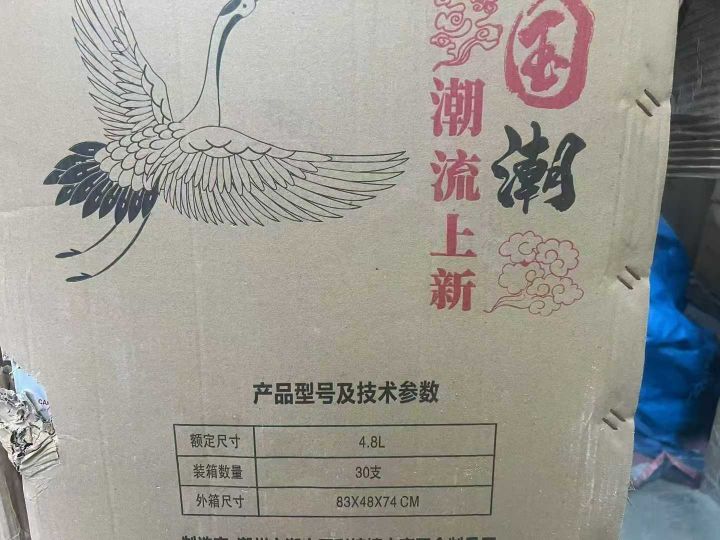 国潮
潮流上新
产品型号及技术参数
额定尺寸 4.8L
装箱数量 30支
外箱尺寸 83X48X74 CM